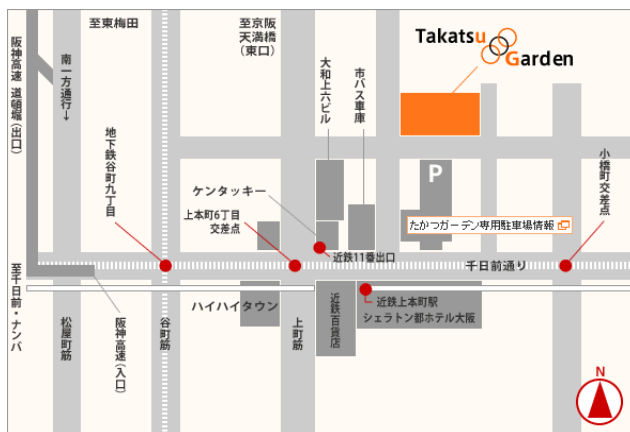 至東梅田
至京阪
天満橋
(東口)
Takatsu
Garden
阪神高速 道頓堀(出口)
南一方通行→
地下鉄谷町九丁目
大和上六ビル
市バス車庫
小橋町交差点
ケンタッキー
P
上本町6丁目
交差点
たかつガーデン専用駐車場情報
近鉄11番出口
千日前通り
至千日前・ナンバ
松屋町筋
阪神高速(入口)
谷町筋
ハイハイタウン
上町筋
近鉄百貨店
近鉄上本町駅
シェラトン都ホテル大阪
N